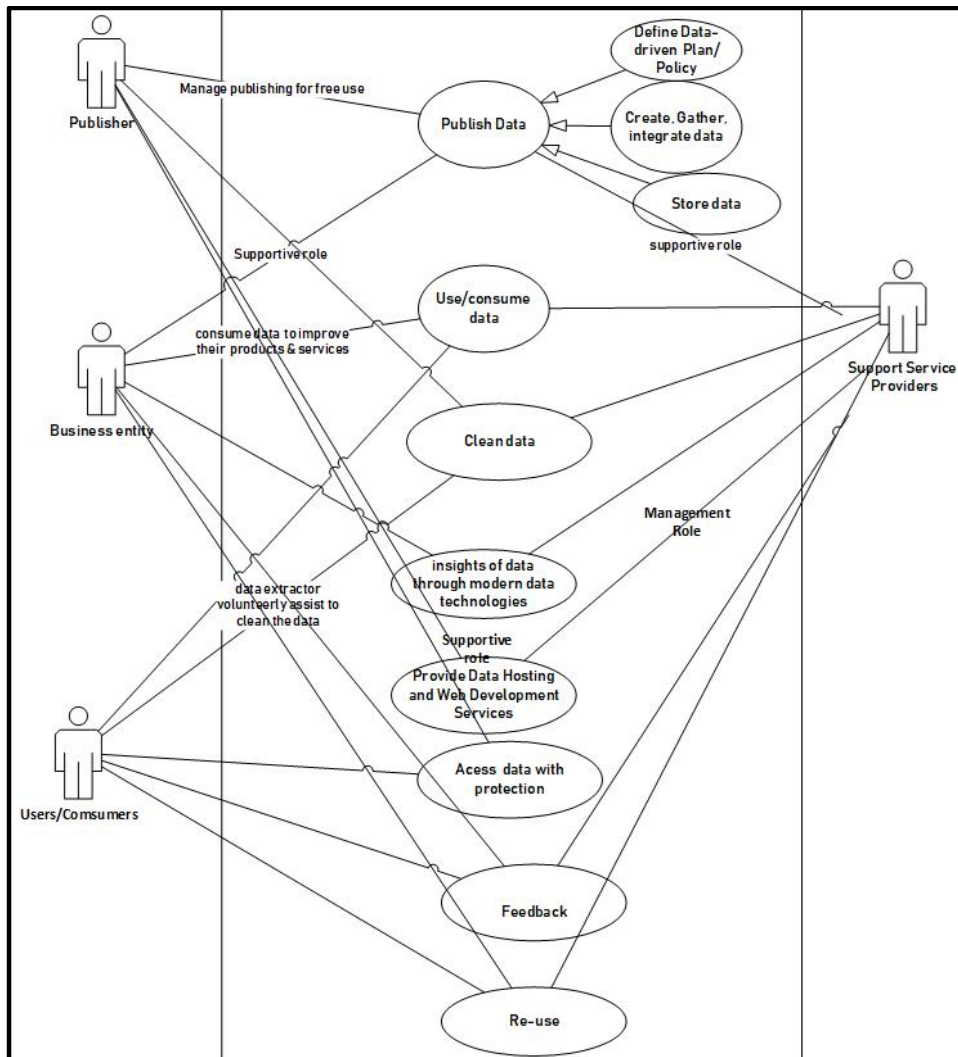 Define Data-
driven Plan/
Policy
Manage publishing for free use
Publisher
Publish Data
Create, Gather,
integrate data
Store data
supportive role
Supportive role
Use/consume
data
consume data to improve
their products & services
Support Service
Providers
Business entity
Clean data
Management
Role
insights of data
through modern data
technologies
data extractor
volunteerly assist to
clean the data
Supportive
role
Provide Data Hosting
and Web Development
Services
Acess data with
protection
Users/Comsumers
Feedback
Re-use